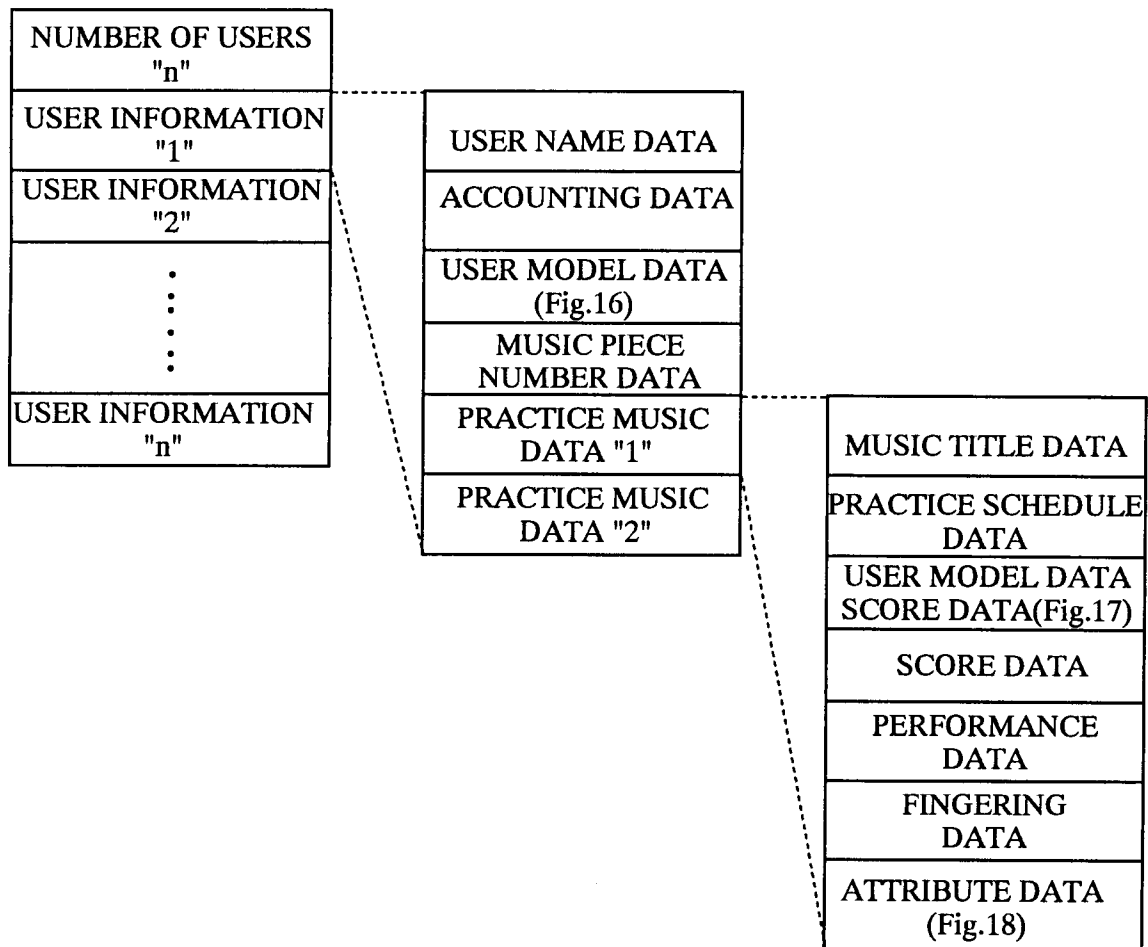 NUMBER OF USERS
"n"
USER INFORMATION
"1"
USER INFORMATION
"2"
USER INFORMATION
"n"
USER NAME DATA
ACCOUNTING DATA
USER MODEL DATA
(Fig.16)
MUSIC PIECE
NUMBER DATA
PRACTICE MUSIC
DATA "1"
PRACTICE MUSIC
DATA "2"
MUSIC TITLE DATA
PRACTICE SCHEDULE
DATA
USER MODEL DATA
SCORE DATA(Fig.17)
SCORE DATA
PERFORMANCE
DATA
FINGERING
DATA
ATTRIBUTE DATA
(Fig.18)